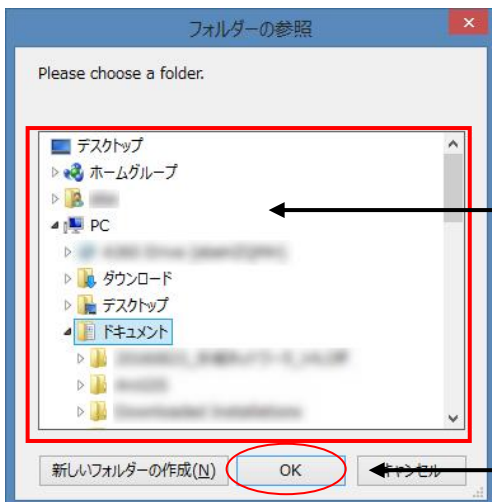 フォルダーの参照
Please choose a folder.
デスクトップ
ホームグループ
PC
ダウンロード
デスクトップ
ドキュメント
新しいフォルダーの作成(N) OK キャンセル